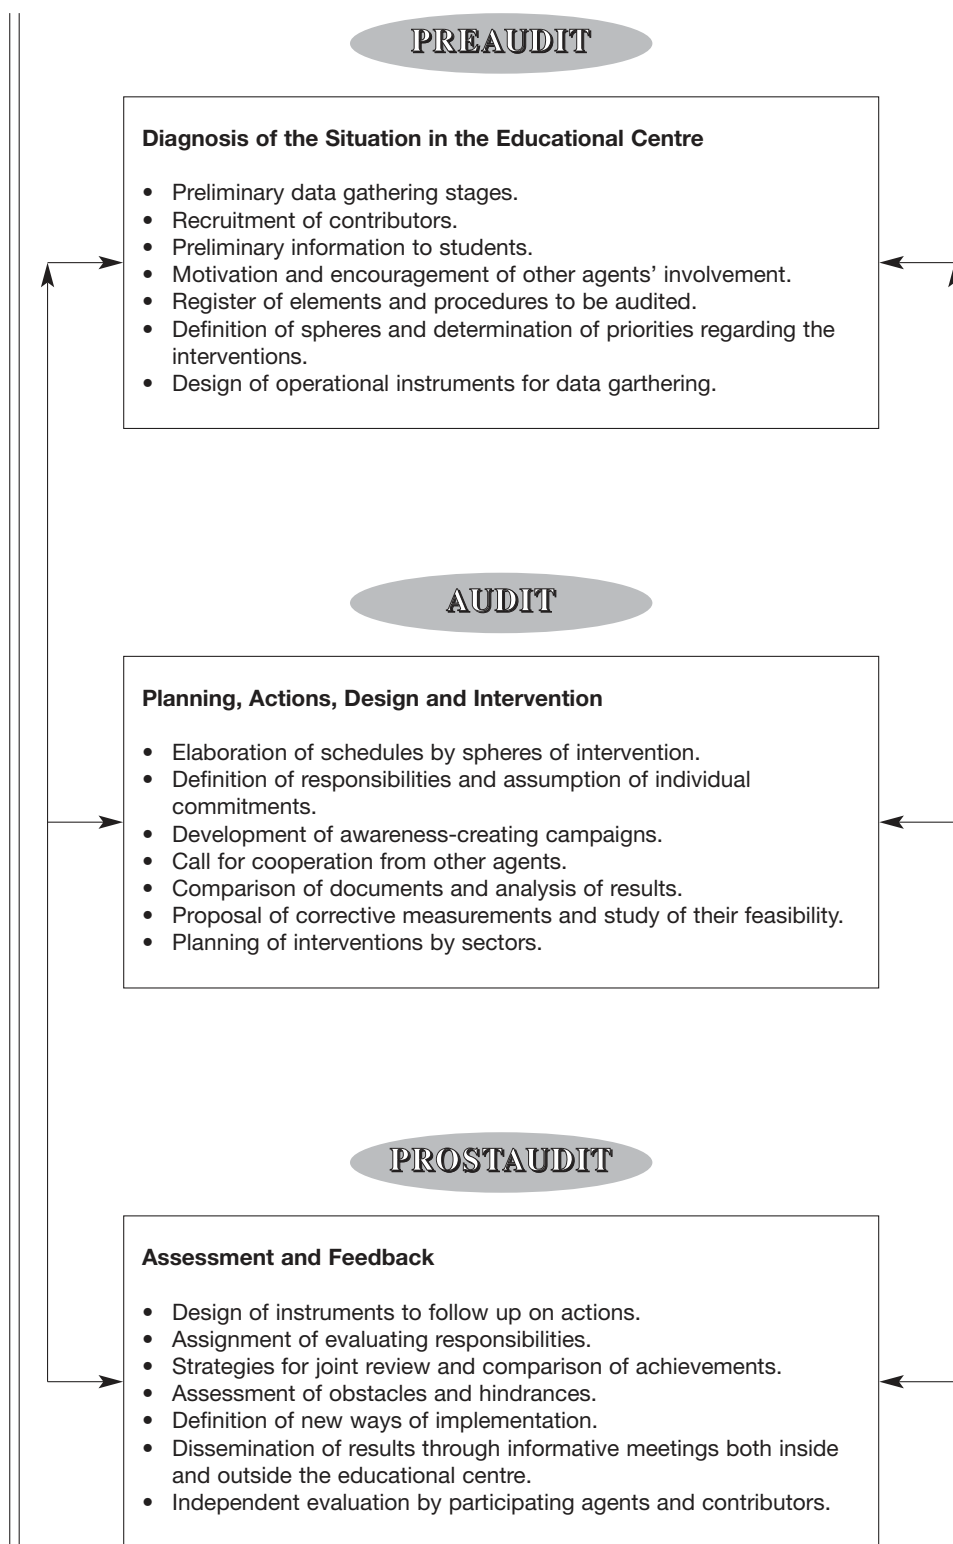 PREAUDIT
Diagnosis of the Situation in the Educational Centre
• Preliminary data gathering stages.
• Recruitment of contributors.
• Preliminary information to students.
• Motivation and encouragement of other agents’ involvement.
• Register of elements and procedures to be audited.
• Definition of spheres and determination of priorities regarding the
interventions.
• Design of operational instruments for data garthering.
AUDIT
Planning, Actions, Design and Intervention
• Elaboration of schedules by spheres of intervention.
• Definition of responsibilities and assumption of individual
commitments.
• Development of awareness-creating campaigns.
• Call for cooperation from other agents.
• Comparison of documents and analysis of results.
• Proposal of corrective measurements and study of their feasibility.
• Planning of interventions by sectors.
PROSTAUDIT
Assessment and Feedback
• Design of instruments to follow up on actions.
• Assignment of evaluating responsibilities.
• Strategies for joint review and comparison of achievements.
• Assessment of obstacles and hindrances.
• Definition of new ways of implementation.
• Dissemination of results through informative meetings both inside
and outside the educational centre.
• Independent evaluation by participating agents and contributors.